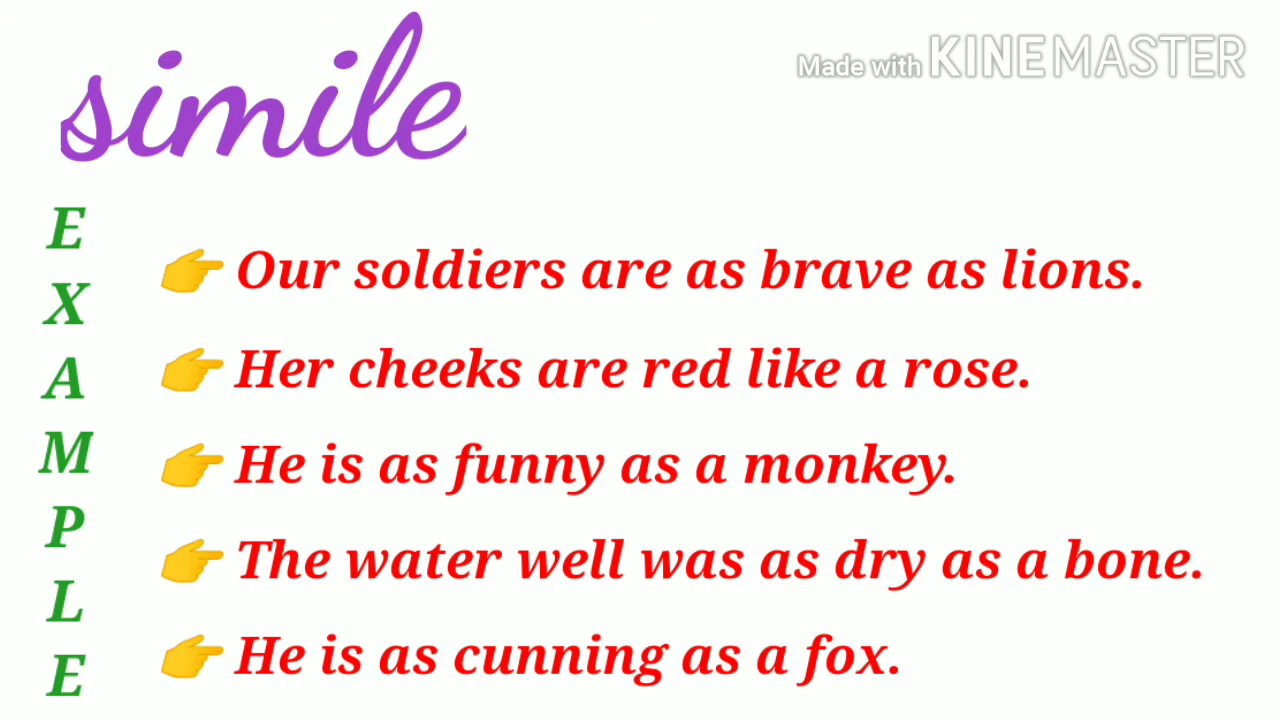 simile
Made with KINEMASTER
EXAMPLE
👉 Our soldiers are as brave as lions.
👉 Her cheeks are red like a rose.
👉 He is as funny as a monkey.
👉 The water well was as dry as a bone.
👉 He is as cunning as a fox.